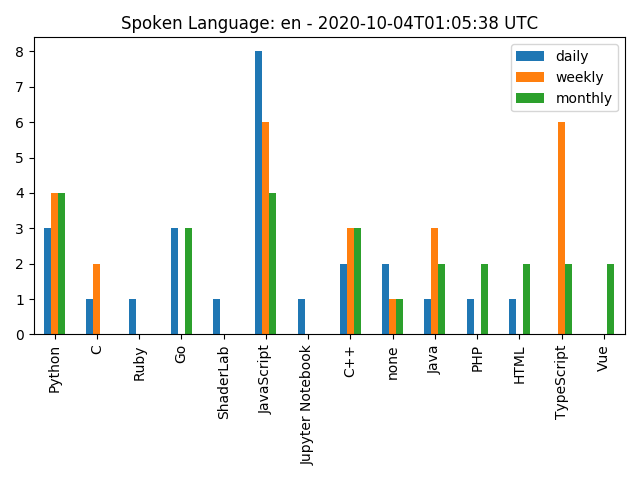 Spoken Language: en - 2020-10-04T01:05:38 UTC
daily
weekly
monthly
8
7
6
5
4
3
2
1
0
Python
C
Ruby
Go
ShaderLab
JavaScript
Jupyter Notebook
C++
none
Java
PHP
HTML
TypeScript
Vue